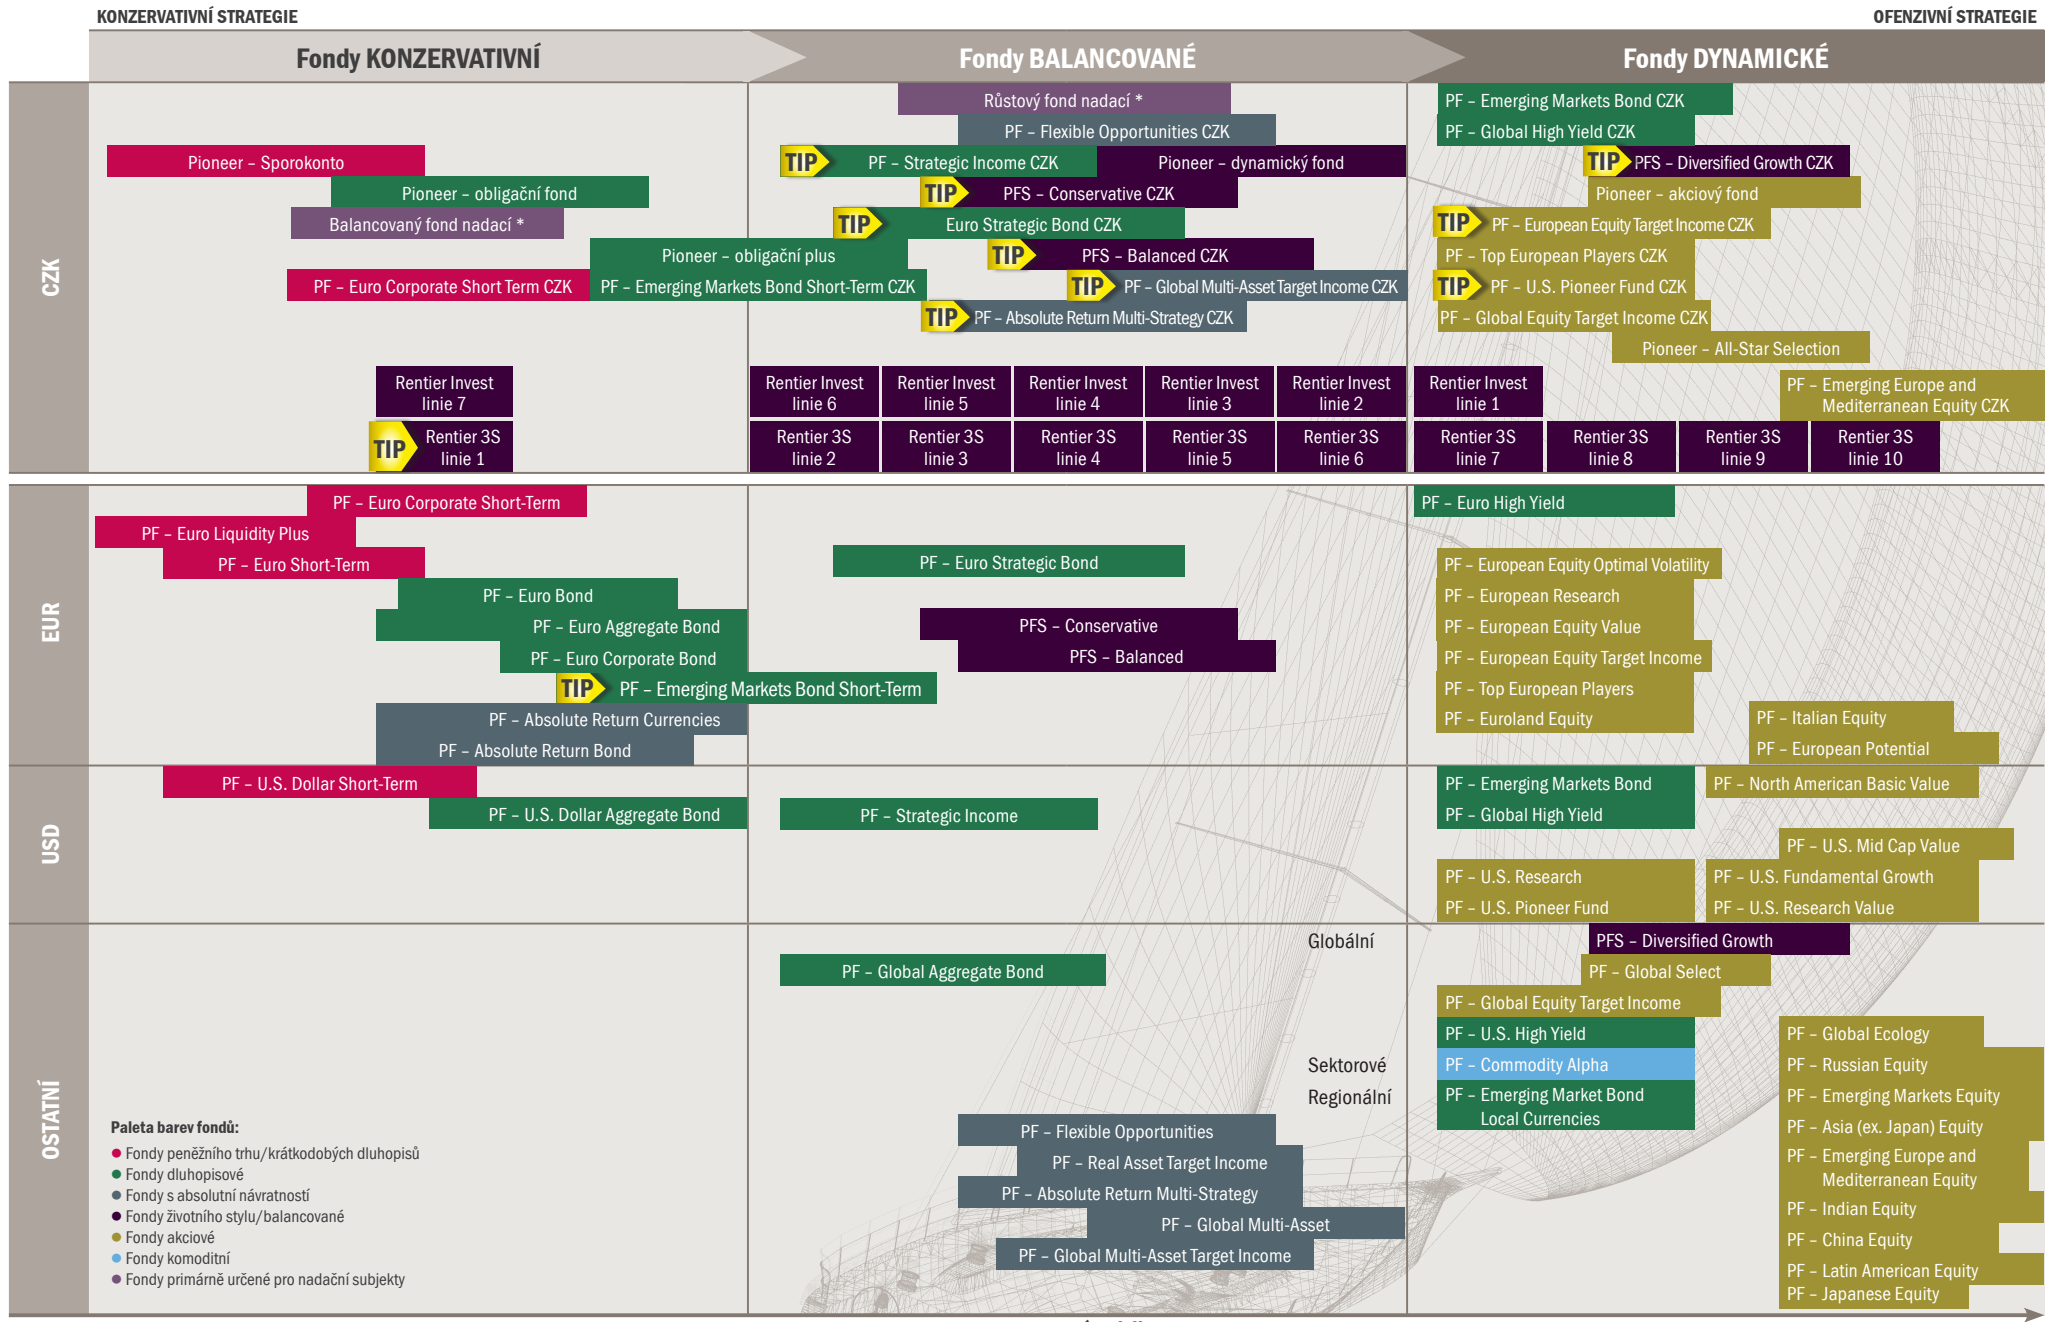 KONZERVATIVNÍ STRATEGIE
OFENZIVNÍ STRATEGIE
Fondy KONZERVATIVNÍ
Fondy BALANCOVANÉ
Fondy DYNAMICKÉ
CZK
Pioneer – Sporokonto
Pioneer – obligační fond
Balancovaný fond nadací *
Pioneer – obligační plus
PF – Euro Corporate Short Term CZK
PF – Emerging Markets Bond Short-Term CZK
Růstový fond nadací *
PF – Flexible Opportunities CZK
TIP PF – Strategic Income CZK
Pioneer – dynamický fond
TIP PFS – Conservative CZK
TIP Euro Strategic Bond CZK
TIP PFS – Balanced CZK
TIP PF – Global Multi-Asset Target Income CZK
TIP PF – Absolute Return Multi-Strategy CZK
PF – Emerging Markets Bond CZK
PF – Global High Yield CZK
TIP PFS – Diversified Growth CZK
Pioneer – akciový fond
TIP PF – European Equity Target Income CZK
PF – Top European Players CZK
TIP PF – U.S. Pioneer Fund CZK
PF – Global Equity Target Income CZK
Pioneer – All-Star Selection
PF – Emerging Europe and
Mediterranean Equity CZK
Rentier Invest
linie 7
Rentier Invest
linie 6
Rentier Invest
linie 5
Rentier Invest
linie 4
Rentier Invest
linie 3
Rentier Invest
linie 2
Rentier Invest
linie 1
TIP Rentier 3S
linie 1
Rentier 3S
linie 2
Rentier 3S
linie 3
Rentier 3S
linie 4
Rentier 3S
linie 5
Rentier 3S
linie 6
Rentier 3S
linie 7
Rentier 3S
linie 8
Rentier 3S
linie 9
Rentier 3S
linie 10
EUR
PF – Euro Corporate Short-Term
PF – Euro Liquidity Plus
PF – Euro Short-Term
PF – Euro Bond
PF – Euro Aggregate Bond
PF – Euro Corporate Bond
TIP PF – Emerging Markets Bond Short-Term
PF – Absolute Return Currencies
PF – Absolute Return Bond
PF – Euro Strategic Bond
PFS – Conservative
PFS – Balanced
PF – Euro High Yield
PF – European Equity Optimal Volatility
PF – European Research
PF – European Equity Value
PF – European Equity Target Income
PF – Top European Players
PF – Euroland Equity
PF – Italian Equity
PF – European Potential
USD
PF – U.S. Dollar Short-Term
PF – U.S. Dollar Aggregate Bond
PF – Strategic Income
PF – Emerging Markets Bond
PF – Global High Yield
PF – North American Basic Value
PF – U.S. Mid Cap Value
PF – U.S. Research
PF – U.S. Fundamental Growth
PF – U.S. Pioneer Fund
PF – U.S. Research Value
OSTATNÍ
Globální
PF – Global Aggregate Bond
PFS – Diversified Growth
PF – Global Select
PF – Global Equity Target Income
PF – U.S. High Yield
Sektorové
PF – Commodity Alpha
Regionální
PF – Emerging Market Bond
Local Currencies
PF – Flexible Opportunities
PF – Real Asset Target Income
PF – Absolute Return Multi-Strategy
PF – Global Multi-Asset
PF – Global Multi-Asset Target Income
PF – Global Ecology
PF – Russian Equity
PF – Emerging Markets Equity
PF – Asia (ex. Japan) Equity
PF – Emerging Europe and
Mediterranean Equity
PF – Indian Equity
PF – China Equity
PF – Latin American Equity
PF – Japanese Equity
Paleta barev fondů:
Fondy peněžního trhu/krátkodobých dluhopisů
Fondy dluhopisové
Fondy s absolutní návratností
Fondy životního stylu/balancované
Fondy akciové
Fondy komoditní
Fondy primárně určené pro nadační subjekty